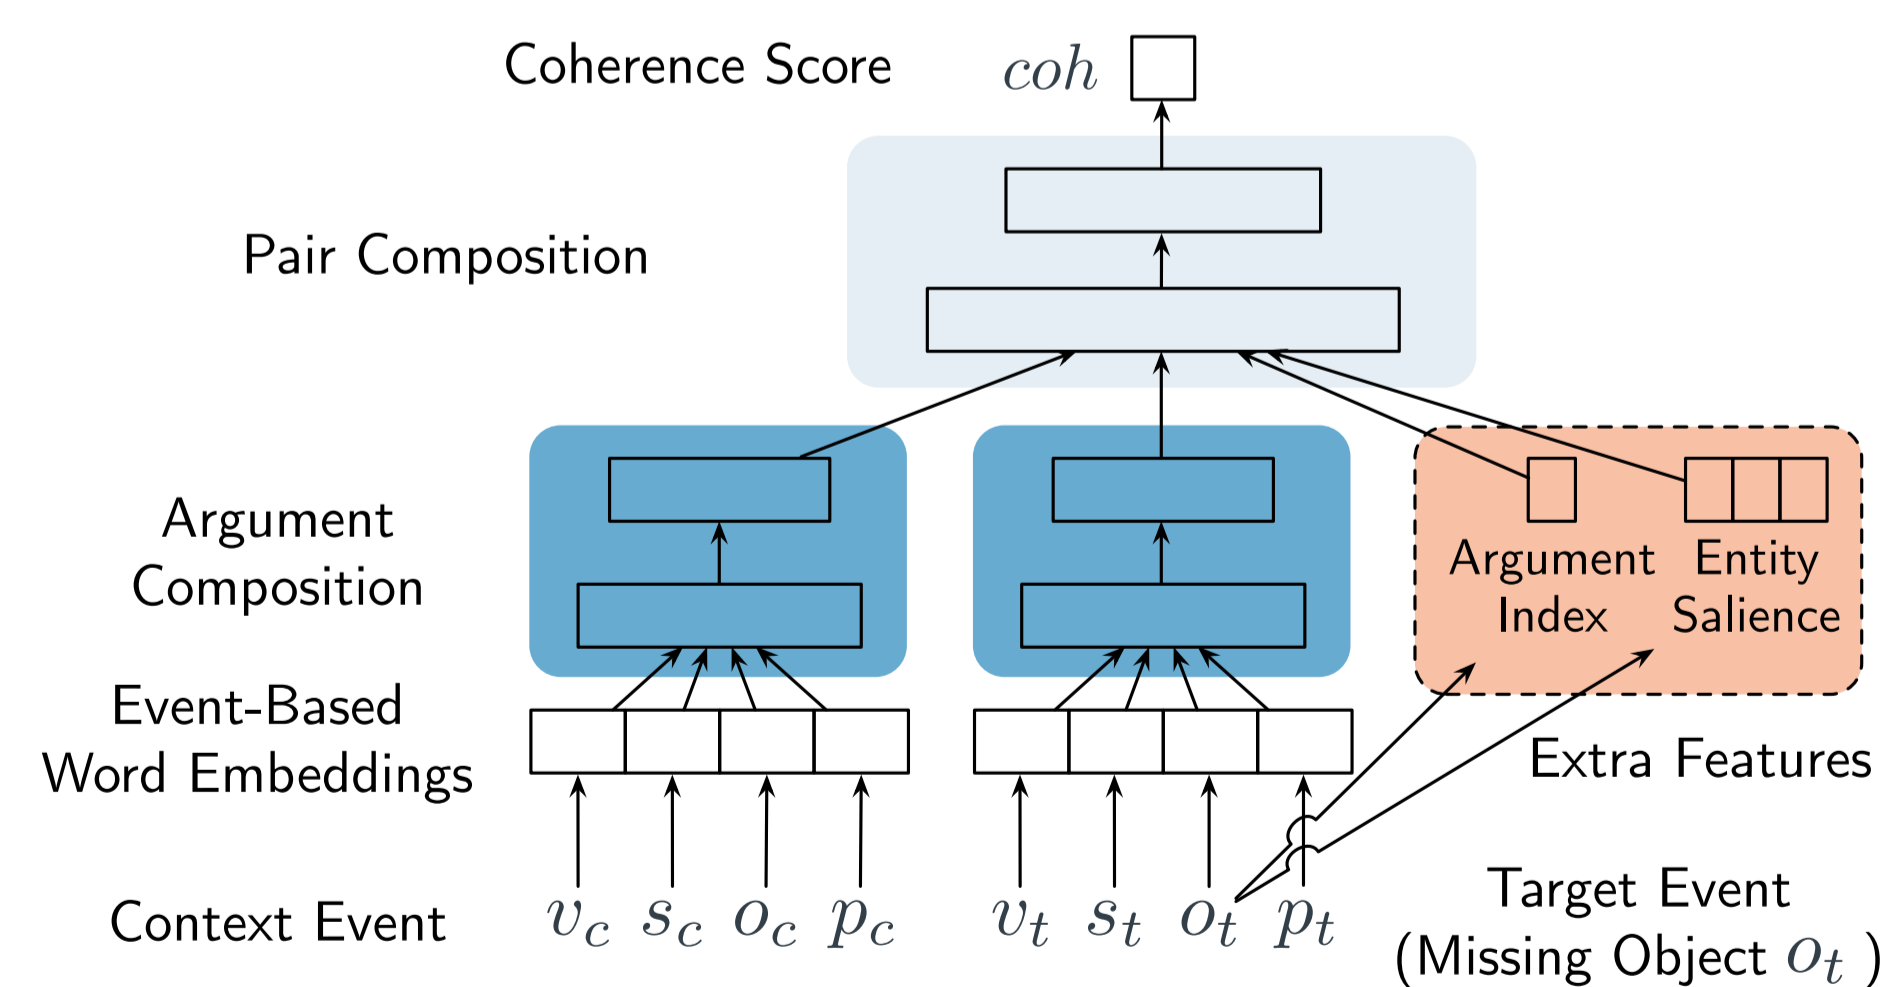 Coherence Score coh
Pair Composition
Argument
Composition
Argument
Index
Entity
Salience
Event-Based
Word Embeddings
Extra Features
Context Event v_c s_c o_c p_c v_t s_t o_t p_t
Target Event
(Missing Object o_t )